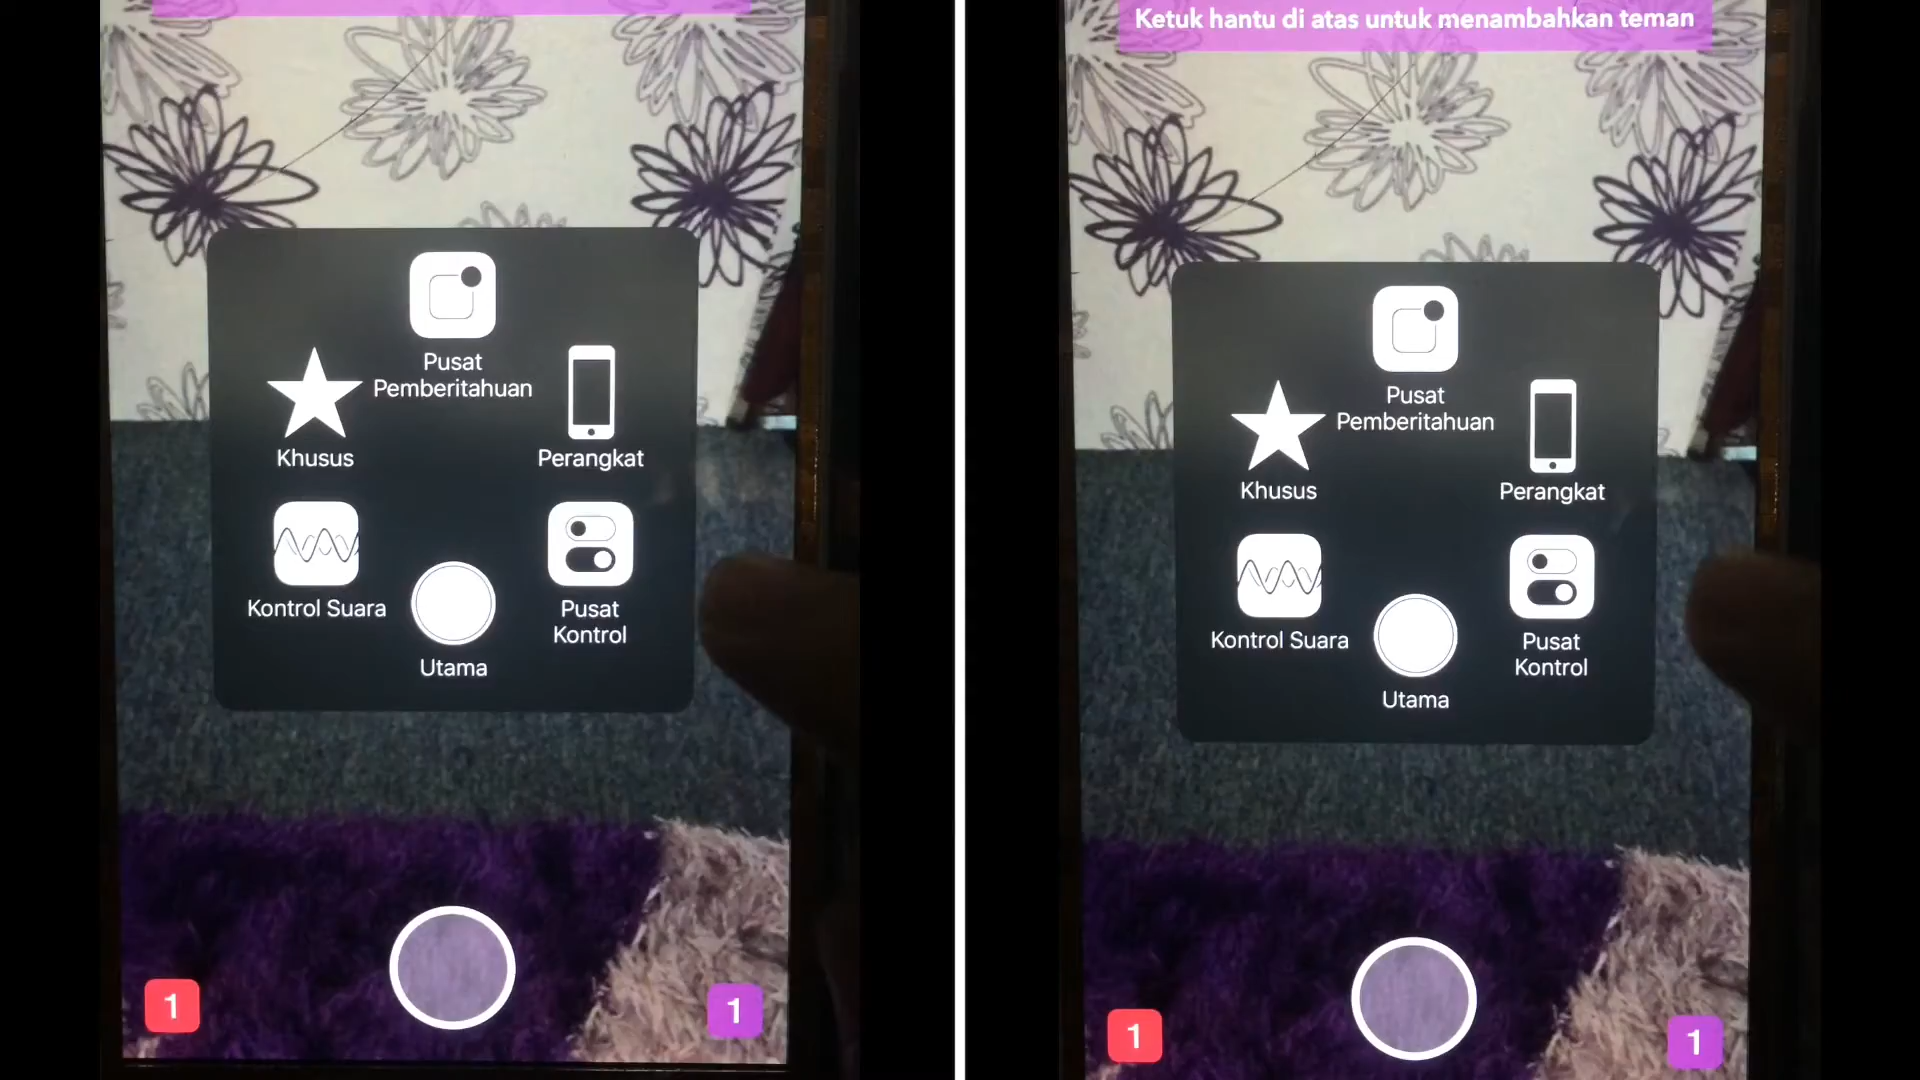 Pusat
Pemberitahuan
Khusus
Perangkat
Kontrol Suara
Pusat
Kontrol
Utama
1
1
Ketuk hantu di atas untuk menambahkan teman
Pusat
Pemberitahuan
Khusus
Perangkat
Kontrol Suara
Pusat
Kontrol
Utama
1
1